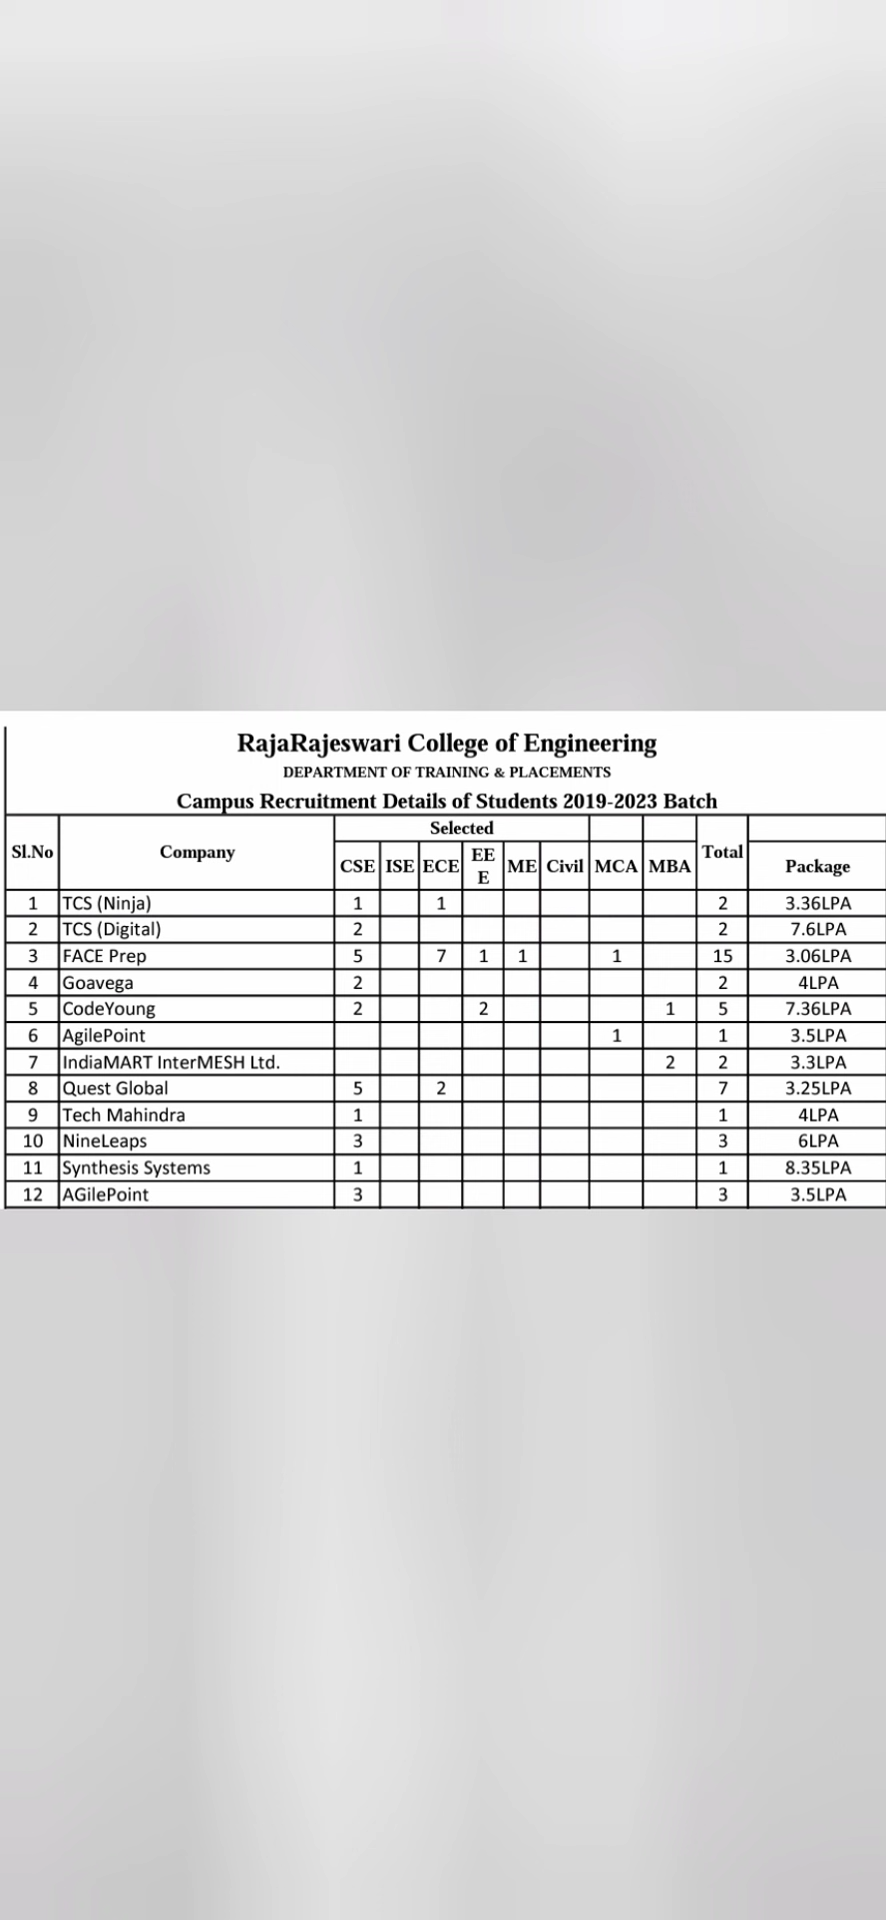 RajaRajeswari College of Engineering
DEPARTMENT OF TRAINING & PLACEMENTS
Campus Recruitment Details of Students 2019-2023 Batch
Sl.No Company Selected Total Package
CSE ISE ECE EEE ME Civil MCA MBA
1 TCS (Ninja) 1 1 2 3.36LPA
2 TCS (Digital) 2 2 7.6LPA
3 FACE Prep 5 7 1 1 1 15 3.06LPA
4 Goavega 2 2 4LPA
5 CodeYoung 2 2 1 5 7.36LPA
6 AgilePoint 1 1 3.5LPA
7 IndiaMART InterMESH Ltd. 2 2 3.3LPA
8 Quest Global 5 2 7 3.25LPA
9 Tech Mahindra 1 1 4LPA
10 NineLeaps 3 3 6LPA
11 Synthesis Systems 1 1 8.35LPA
12 AGilePoint 3 3 3.5LPA